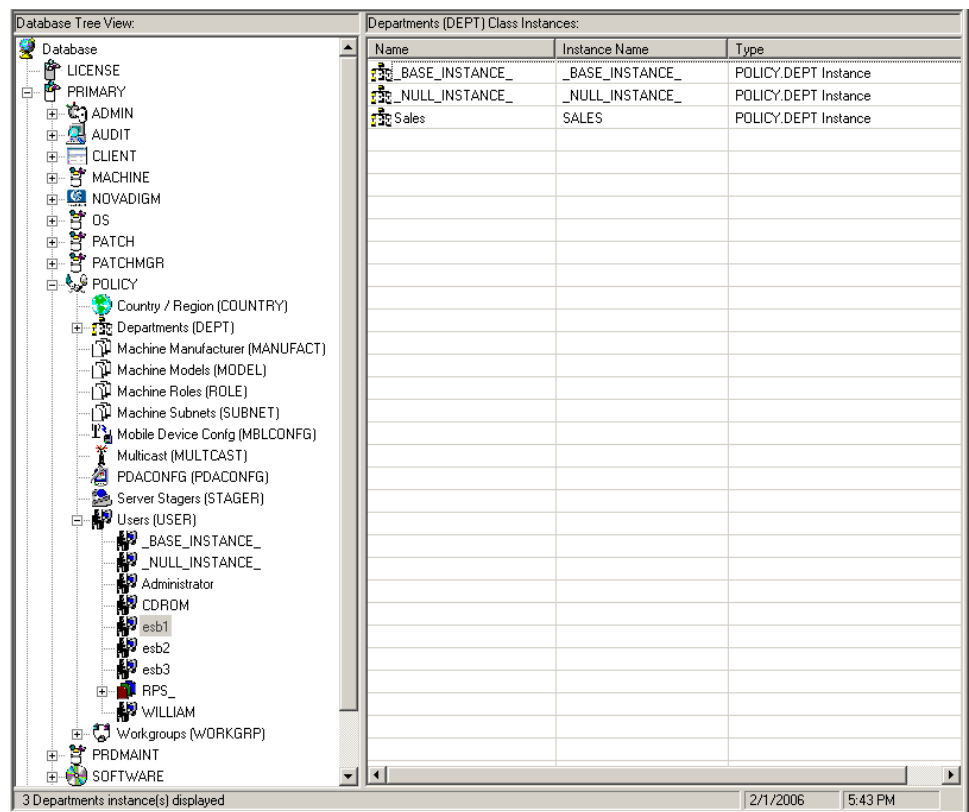 Database Tree View:
Database
LICENSE
PRIMARY
ADMIN
AUDIT
CLIENT
MACHINE
NOVADIGM
OS
PATCH
PATCHMGR
POLICY
Country / Region (COUNTRY)
Departments (DEPT)
Machine Manufacturer (MANUFACT)
Machine Models (MODEL)
Machine Roles (ROLE)
Machine Subnets (SUBNET)
Mobile Device Confg (MBLCONFG)
Multicast (MULTCAST)
PDACONFG (PDACONFG)
Server Stagers (STAGER)
Users (USER)
_BASE_INSTANCE_
_NULL_INSTANCE_
Administrator
CDROM
esb1
esb2
esb3
RPS_
WILLIAM
Workgroups (WORKGRP)
PRDMAINT
SOFTWARE
Departments (DEPT) Class Instances:
Name Instance Name Type
_BASE_INSTANCE_ _BASE_INSTANCE_ POLICY.DEPT Instance
_NULL_INSTANCE_ _NULL_INSTANCE_ POLICY.DEPT Instance
Sales SALES POLICY.DEPT Instance
3 Departments instance(s) displayed 2/1/2006 5:43 PM